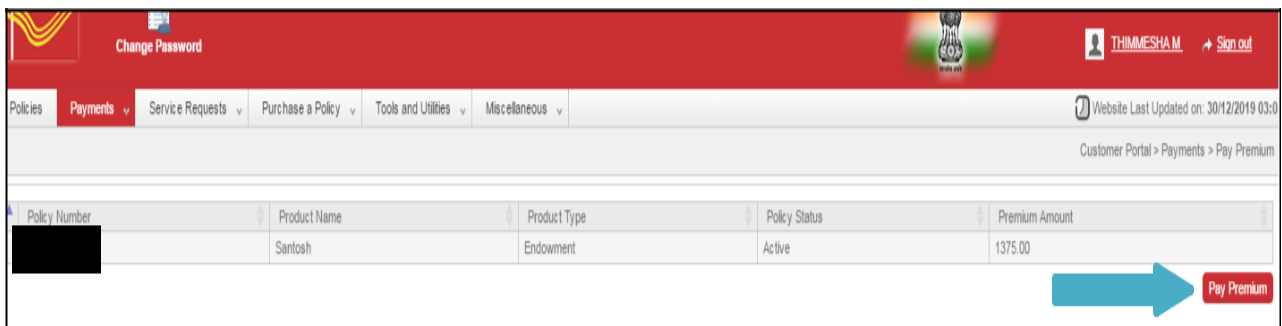 Change Password
THIMMESHA M Sign out
Policies Payments Service Requests Purchase a Policy Tools and Utilities Miscellaneous Website Last Updated on: 30/12/2019 03:0
Customer Portal > Payments > Pay Premium
Policy Number Product Name Product Type Policy Status Premium Amount
Santosh Endowment Active 1375.00
Pay Premium